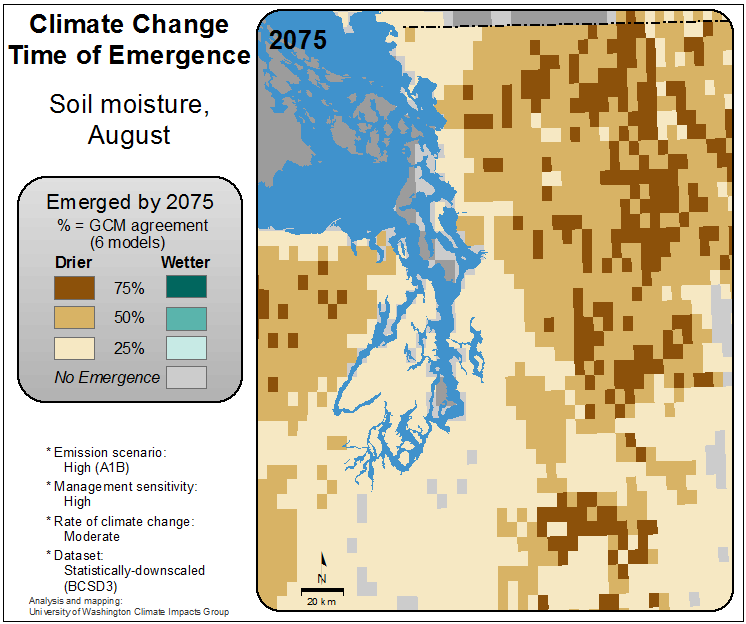 Climate Change
Time of Emergence
Soil moisture,
August
Emerged by 2075
% = GCM agreement
(6 models)
Drier Wetter
75%
50%
25%
No Emergence
* Emission scenario:
High (A1B)
* Management sensitivity:
High
* Rate of climate change:
Moderate
* Dataset:
Statistically-downscaled
(BCSD3)
Analysis and mapping:
University of Washington Climate Impacts Group
2075
N
20 km